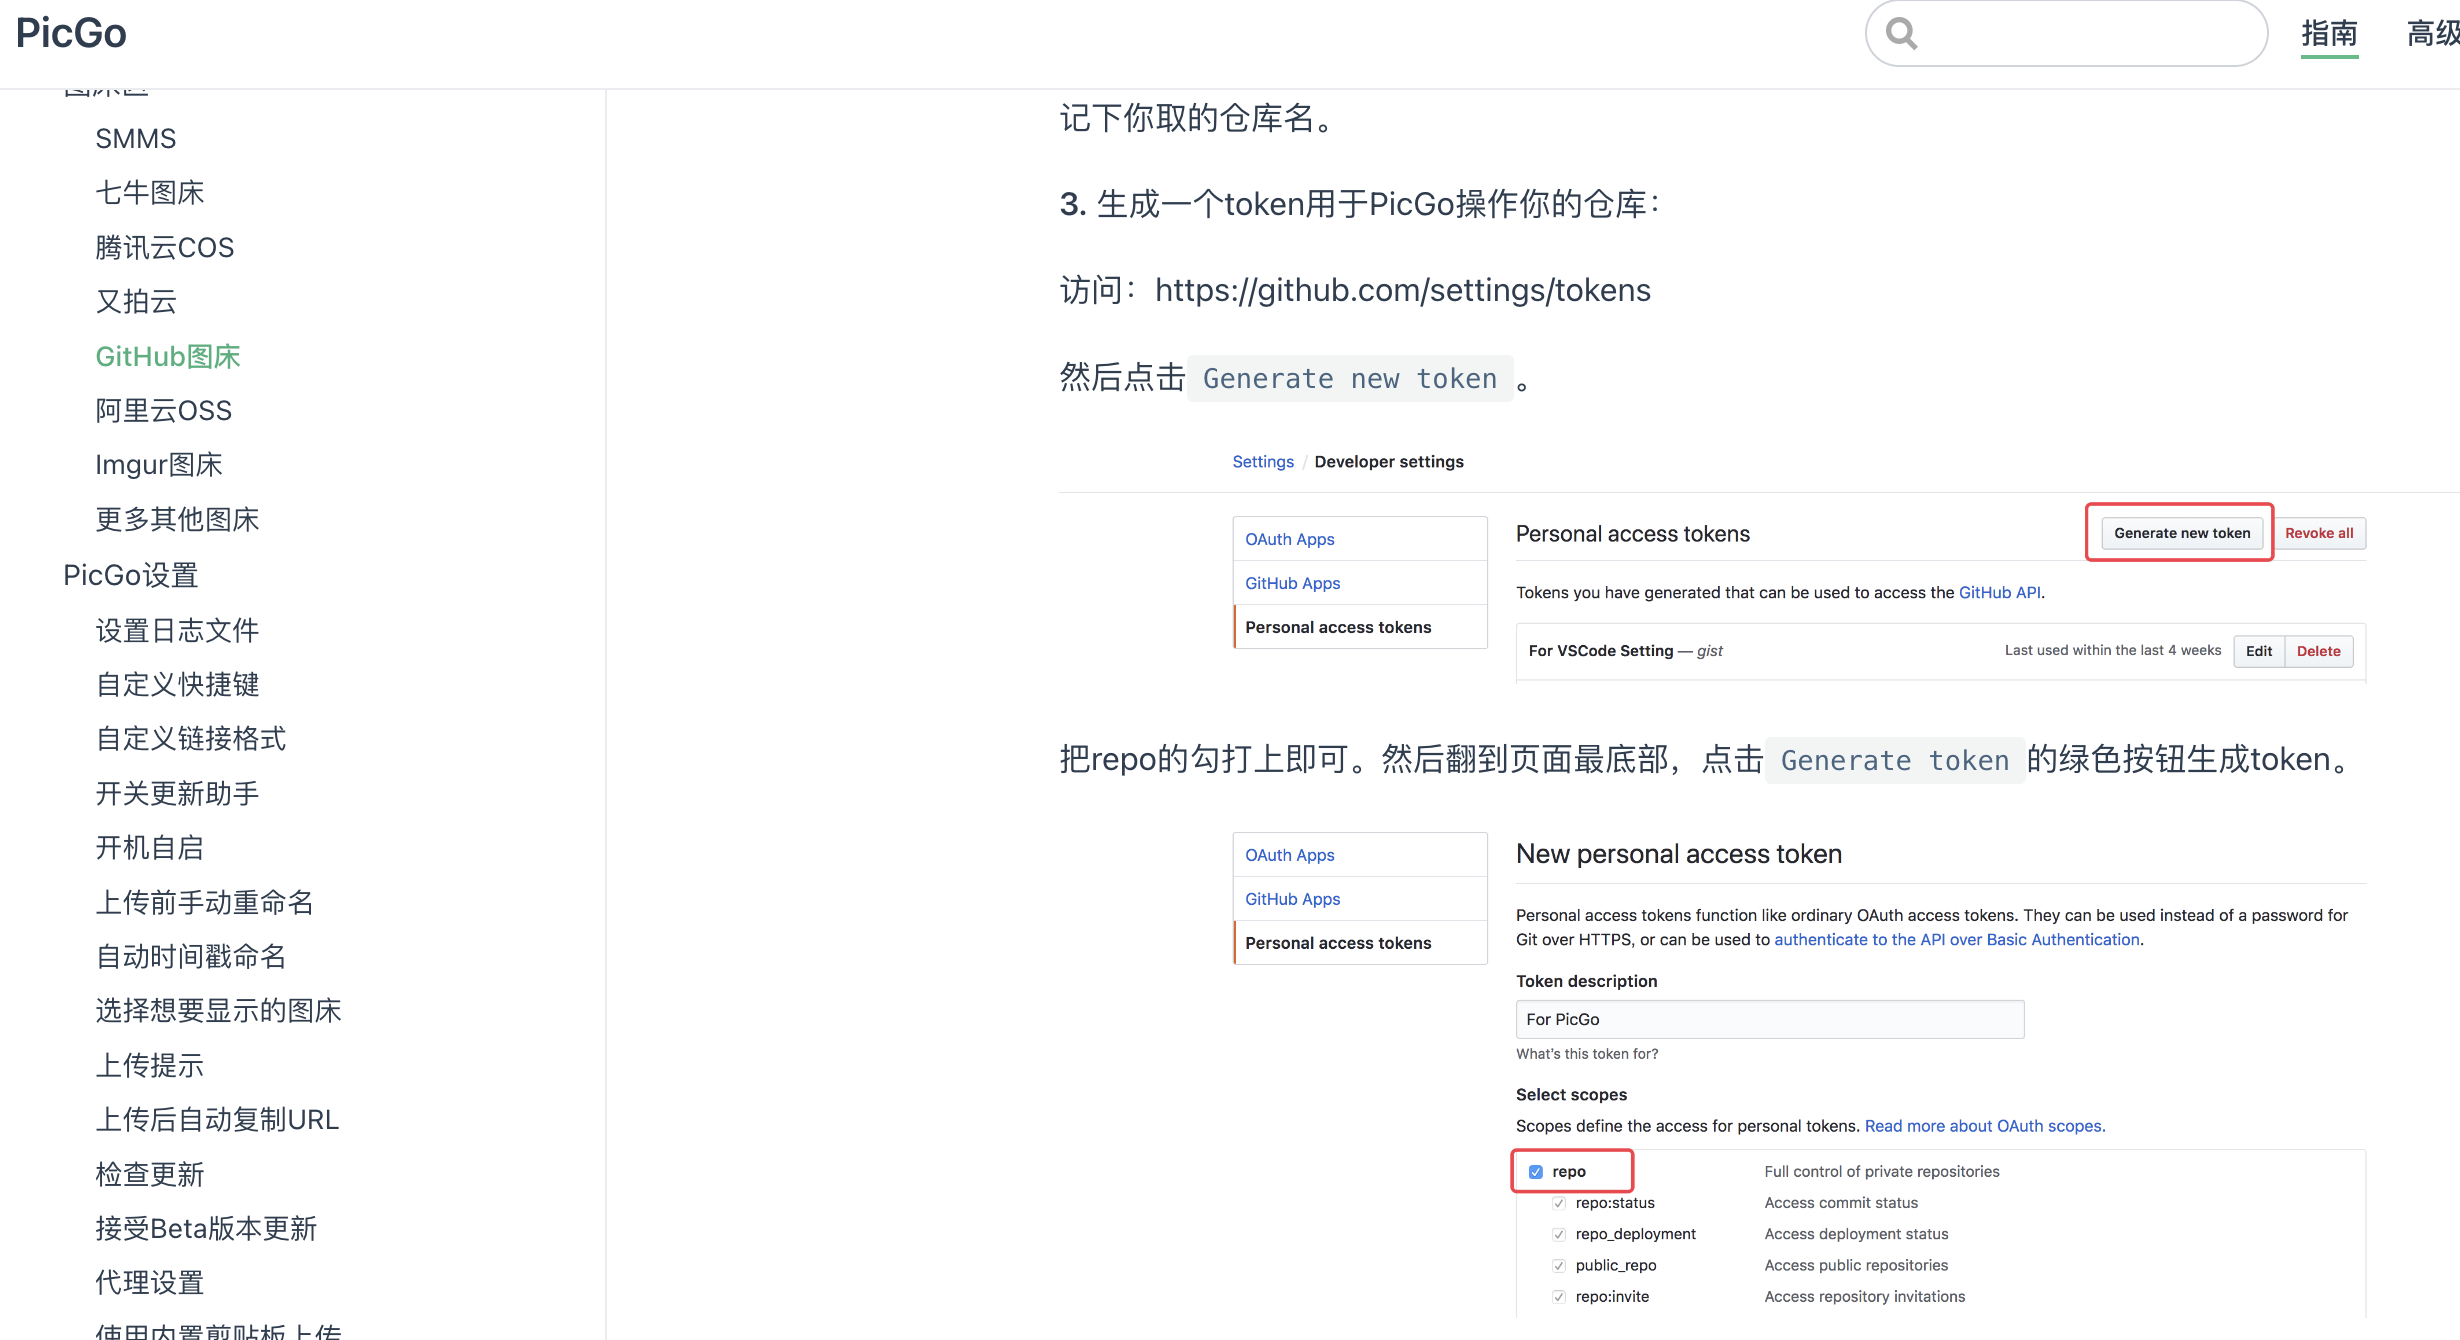 PicGo
指南
高级
图床区
SMMS
七牛图床
腾讯云COS
又拍云
GitHub图床
阿里云OSS
Imgur图床
更多其他图床
PicGo设置
设置日志文件
自定义快捷键
自定义链接格式
开关更新助手
开机自启
上传前手动重命名
自动时间戳命名
选择想要显示的图床
上传提示
上传后自动复制URL
检查更新
接受Beta版本更新
代理设置
使用内置剪贴板上传
记下你取的仓库名。
3. 生成一个token用于PicGo操作你的仓库：
访问：https://github.com/settings/tokens
然后点击 Generate new token 。
Settings / Developer settings
OAuth Apps
GitHub Apps
Personal access tokens
Personal access tokens
Generate new token
Revoke all
Tokens you have generated that can be used to access the GitHub API.
For VSCode Setting — gist
Last used within the last 4 weeks
Edit
Delete
把repo的勾打上即可。然后翻到页面最底部，点击 Generate token 的绿色按钮生成token。
OAuth Apps
GitHub Apps
Personal access tokens
New personal access token
Personal access tokens function like ordinary OAuth access tokens. They can be used instead of a password for
Git over HTTPS, or can be used to authenticate to the API over Basic Authentication.
Token description
For PicGo
What's this token for?
Select scopes
Scopes define the access for personal tokens. Read more about OAuth scopes.
repo Full control of private repositories
repo:status Access commit status
repo_deployment Access deployment status
public_repo Access public repositories
repo:invite Access repository invitations